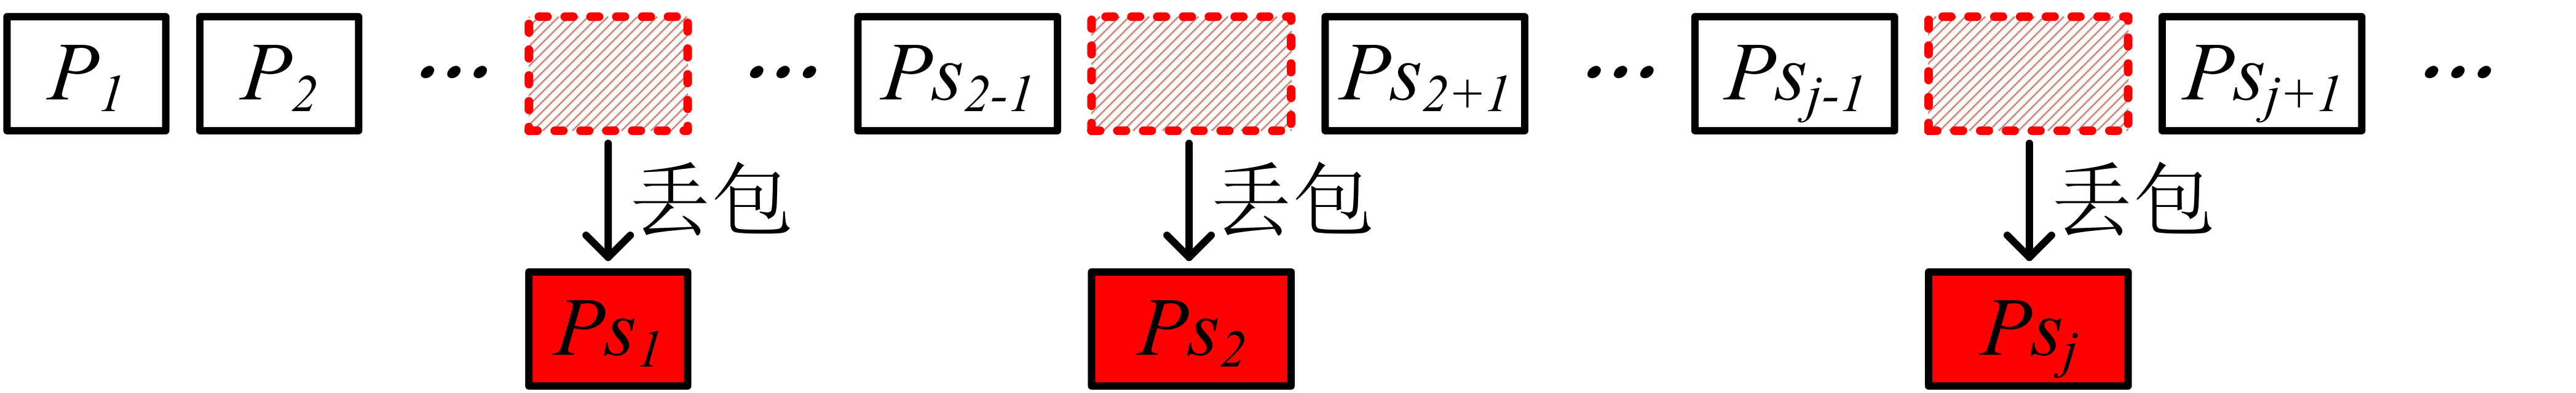 P1 P2 ... ... Ps2-1 Ps2+1 ... Psj-1 Psj+1 ...
丢包 丢包 丢包
Ps1 Ps2 Psj